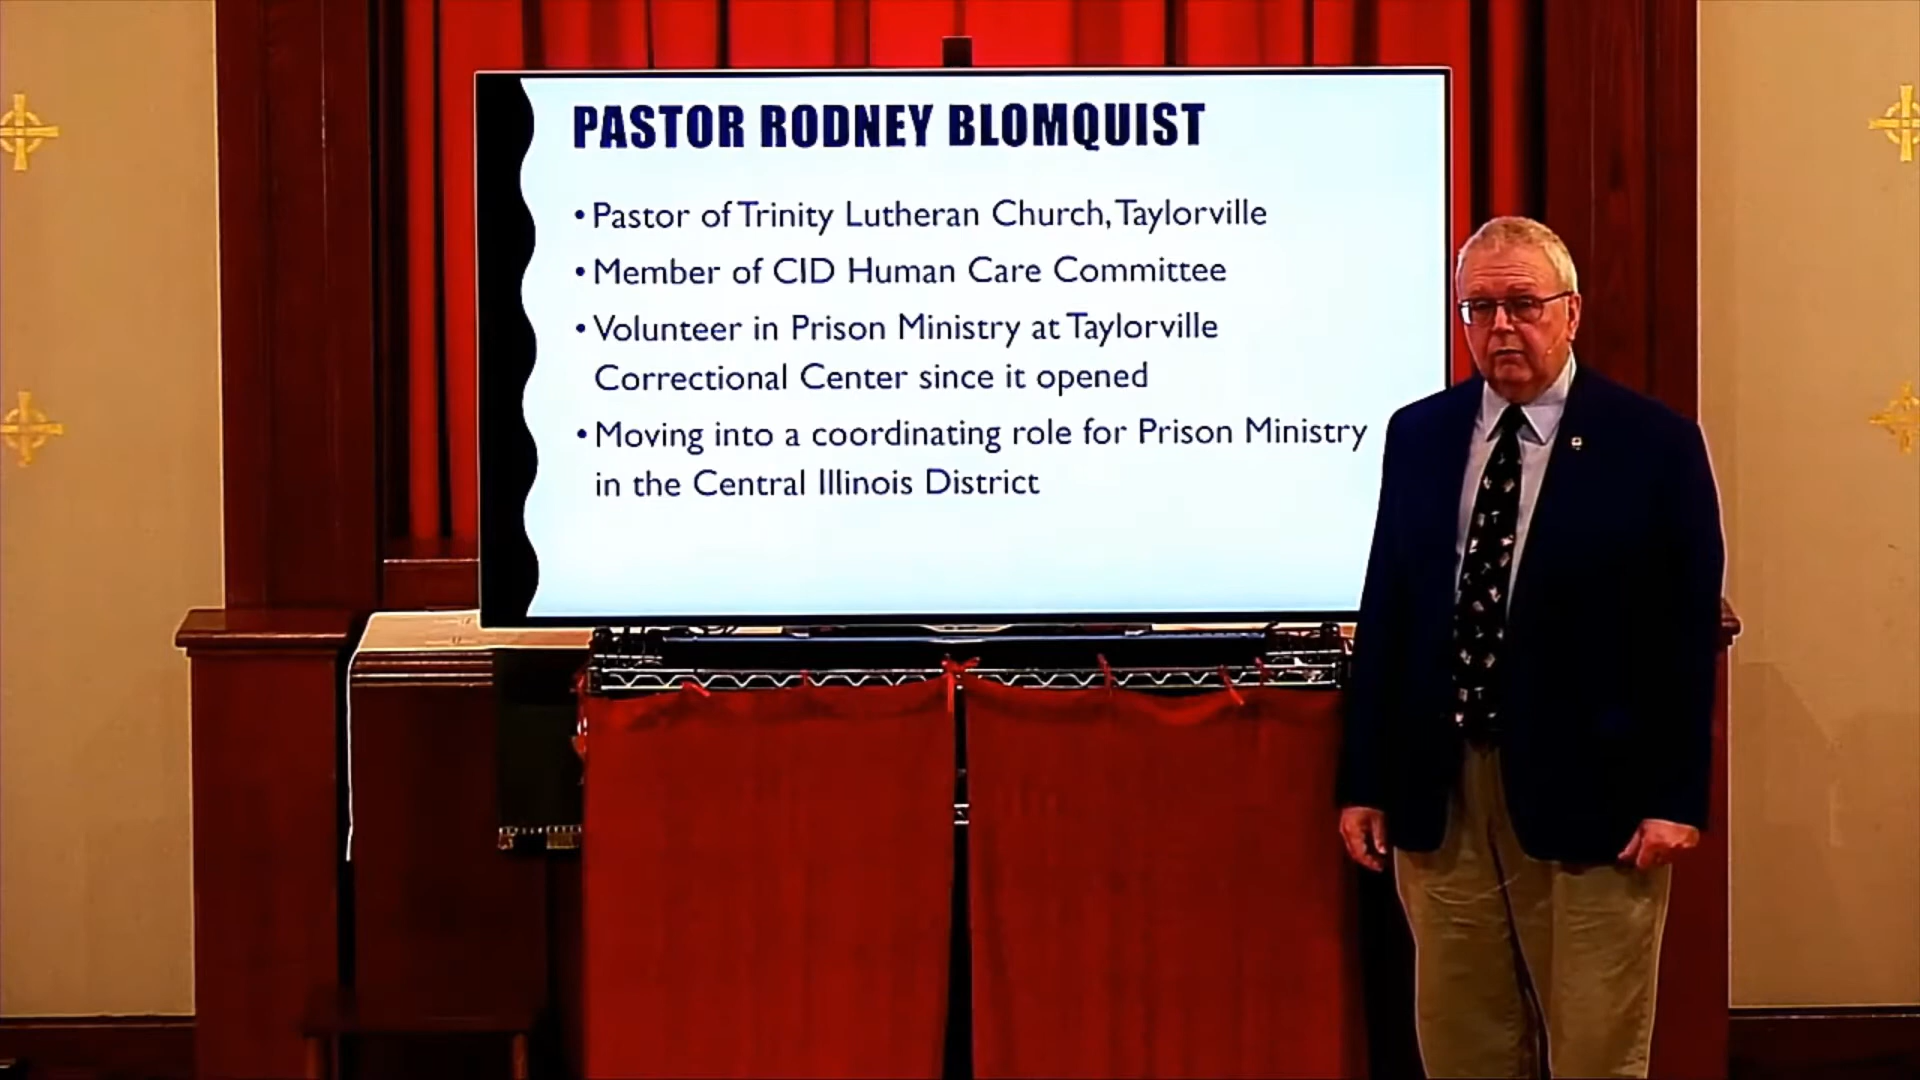 PASTOR RODNEY BLOMQUIST
• Pastor of Trinity Lutheran Church, Taylorville
• Member of CID Human Care Committee
• Volunteer in Prison Ministry at Taylorville
Correctional Center since it opened
• Moving into a coordinating role for Prison Ministry
in the Central Illinois District